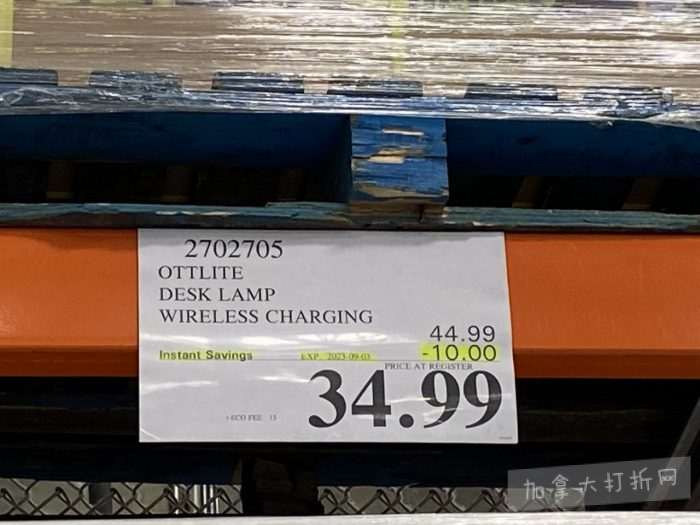 2702705
OTTLITE
DESK LAMP
WIRELESS CHARGING
44.99
Instant Savings EXP. 2023-09-03 -10.00
PRICE AT REGISTER
34.99
+ECO FEE 15
加拿大打折网